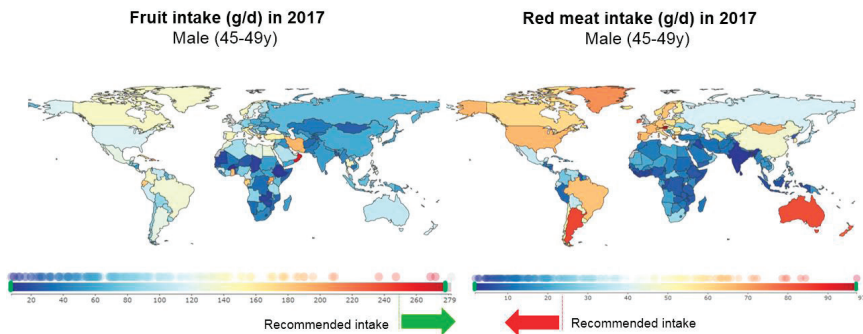 Fruit intake (g/d) in 2017
Male (45-49y)
Red meat intake (g/d) in 2017
Male (45-49y)
20 40 60 80 100 120 140 160 180 200 220 240 260 279
10 20 30 40 50 60 70 80 90
Recommended intake
Recommended intake